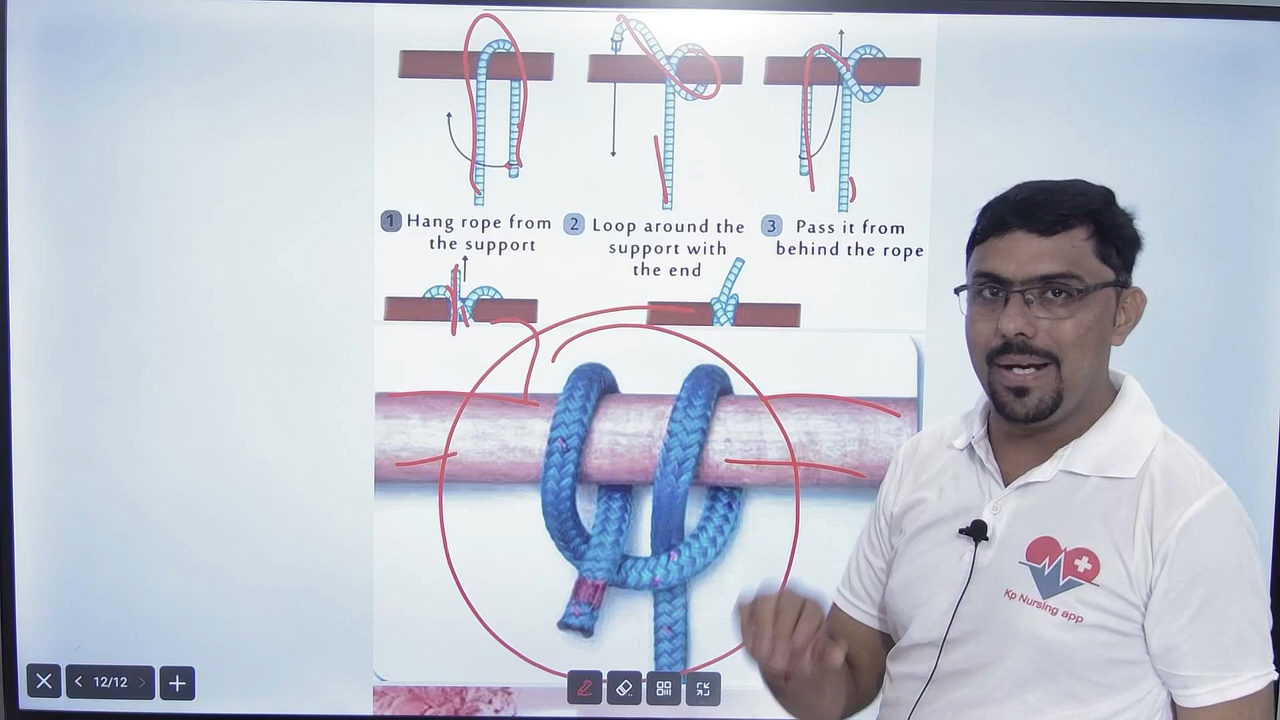 1 Hang rope from
the support
2 Loop around the
support with
the end
3 Pass it from
behind the rope
Kp Nursing app
12/12